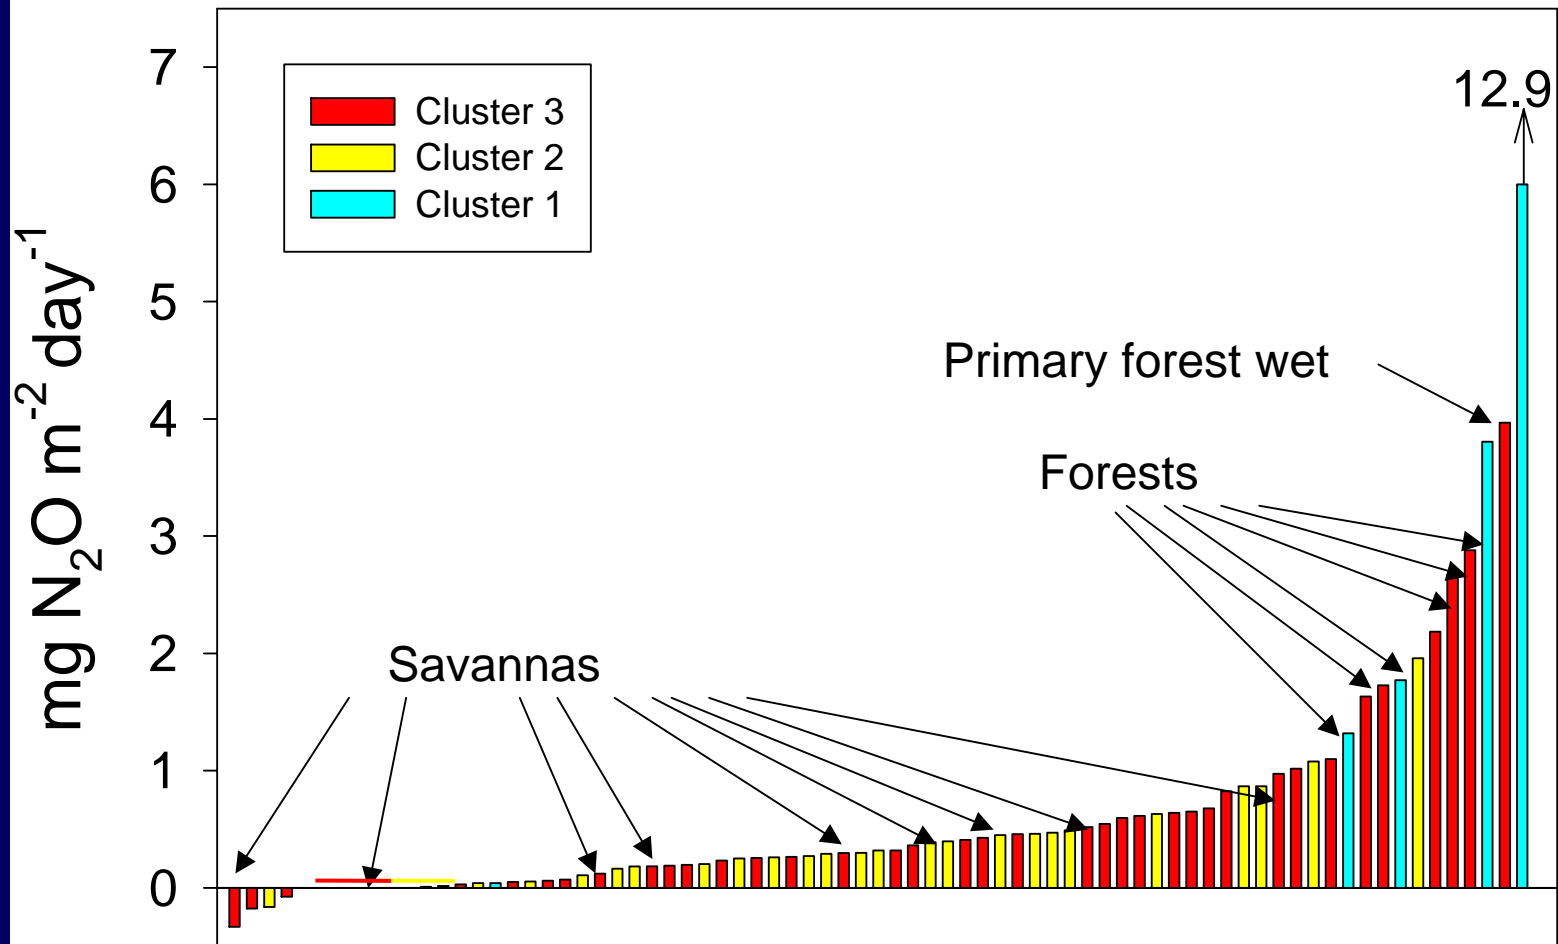 7
12.9
Cluster 3
Cluster 2
Cluster 1
6
5
Primary forest wet
4
Forests
3
2
Savannas
1
0
mg N₂O m⁻² day⁻¹